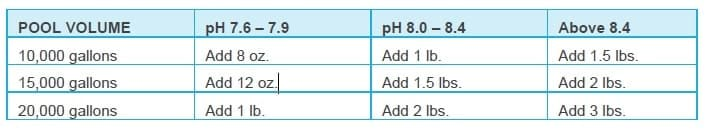 POOL VOLUME pH 7.6 – 7.9 pH 8.0 – 8.4 Above 8.4
10,000 gallons Add 8 oz. Add 1 lb. Add 1.5 lbs.
15,000 gallons Add 12 oz. Add 1.5 lbs. Add 2 lbs.
20,000 gallons Add 1 lb. Add 2 lbs. Add 3 lbs.